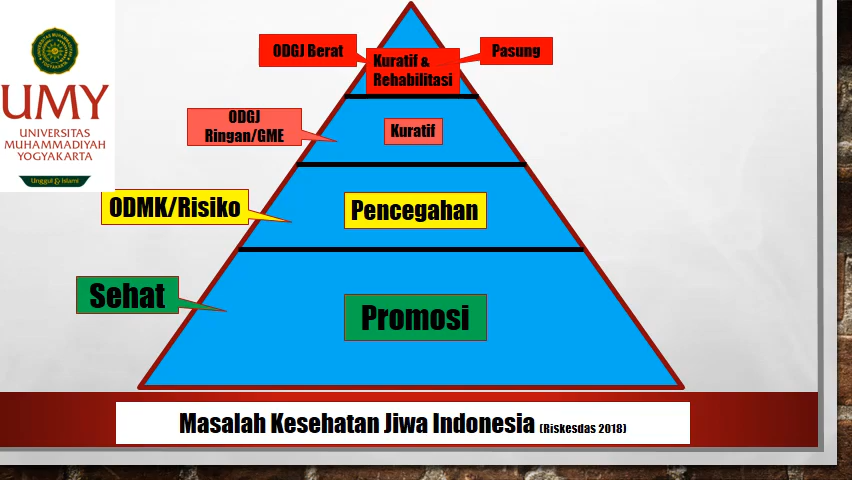 ODGJ Berat
Kuratif &
Rehabilitasi
Pasung
UMY
UNIVERSITAS
MUHAMMADIYAH
YOGYAKARTA
Unggul & Islami
ODGJ
Ringan/GME
Kuratif
ODMK/Risiko
Pencegahan
Sehat
Promosi
Masalah Kesehatan Jiwa Indonesia (Riskesdas 2018)